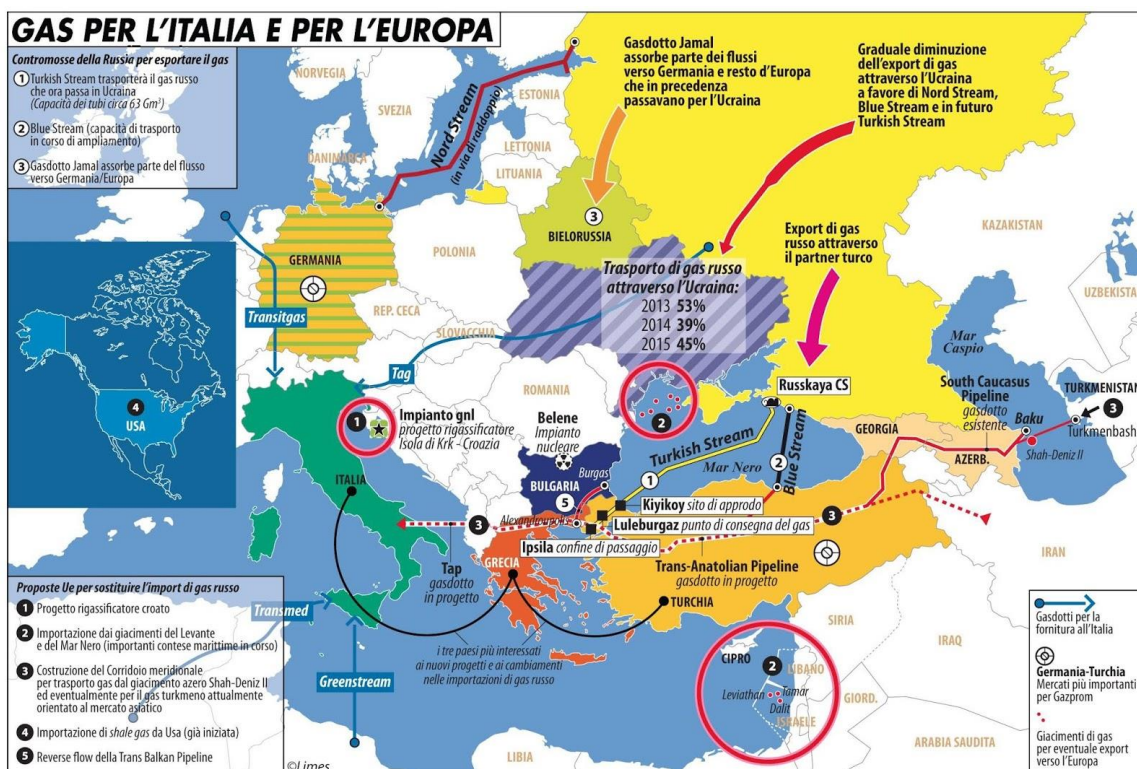 GAS PER L'ITALIA E PER L'EUROPA
Contromosse della Russia per esportare il gas
1 Turkish Stream trasporterà il gas russo
che ora passa in Ucraina
(Capacità dei tubi circa 63 Gm³)
2 Blue Stream (capacità di trasporto
in corso di ampliamento)
3 Gasdotto Jamal assorbe parte del flusso
verso Germania/Europa
NORVEGIA
SVEZIA
ESTONIA
LETTONIA
LITUANIA
DANIMARCA
Nord Stream
(in via di raddoppio)
Gasdotto Jamal
assorbe parte dei flussi
verso Germania e resto d'Europa
che in precedenza
passavano per l'Ucraina
Graduale diminuzione
dell'export di gas
attraverso l'Ucraina
a favore di Nord Stream,
Blue Stream e in futuro
Turkish Stream
3
BIELORUSSIA
POLONIA
GERMANIA
REP. CECA
SLOVACCHIA
KAZAKISTAN
UZBEKISTAN
Export di gas
russo attraverso
il partner turco
Trasporto di gas russo
attraverso l'Ucraina:
2013 53%
2014 39%
2015 45%
Transitgas
Tag
4
USA
ROMANIA
Mar
Caspio
Russkaya CS
South Caucasus
Pipeline
gasdotto
esistente
TURKMENISTAN
3
Turkmenbashi
Baku
Shah-Deniz II
GEORGIA
AZERB.
1
Impianto gnl
progetto rigassificatore
Isola di Krk - Croazia
Belene
Impianto
nucleare
2
Turkish Stream
Mar Nero
Blue Stream
1
2
BULGARIA
Burgas
5
ITALIA
Kiyikoy sito di approdo
Luleburgaz punto di consegna del gas
Alexandroupolis
Ipsila confine di passaggio
3
3
Tap
gasdotto
in progetto
GRECIA
Trans-Anatolian Pipeline
gasdotto in progetto
TURCHIA
IRAN
SIRIA
IRAQ
Transmed
Greenstream
i tre paesi più interessati
ai nuovi progetti e ai cambiamenti
nelle importazioni di gas russo
CIPRO
2
LIBANO
Leviathan
Tamar
Dalit
ISRAELE
GIORD.
ARABIA SAUDITA
LIBIA
EGITTO
Proposte Ue per sostituire l'import di gas russo
1 Progetto rigassificatore croato
2 Importazione dai giacimenti del Levante
e del Mar Nero (importanti contese marittime in corso)
3 Costruzione del Corridoio meridionale
per trasporto gas dal giacimento azero Shah-Deniz II
ed eventualmente per il gas turkmeno attualmente
orientato al mercato asiatico
4 Importazione di shale gas da Usa (già iniziata)
5 Reverse flow della Trans Balkan Pipeline
©Limes
Gasdotti per la
fornitura all'Italia
Germania-Turchia
Mercati più importanti
per Gazprom
Giacimenti di gas
per eventuale export
verso l'Europa